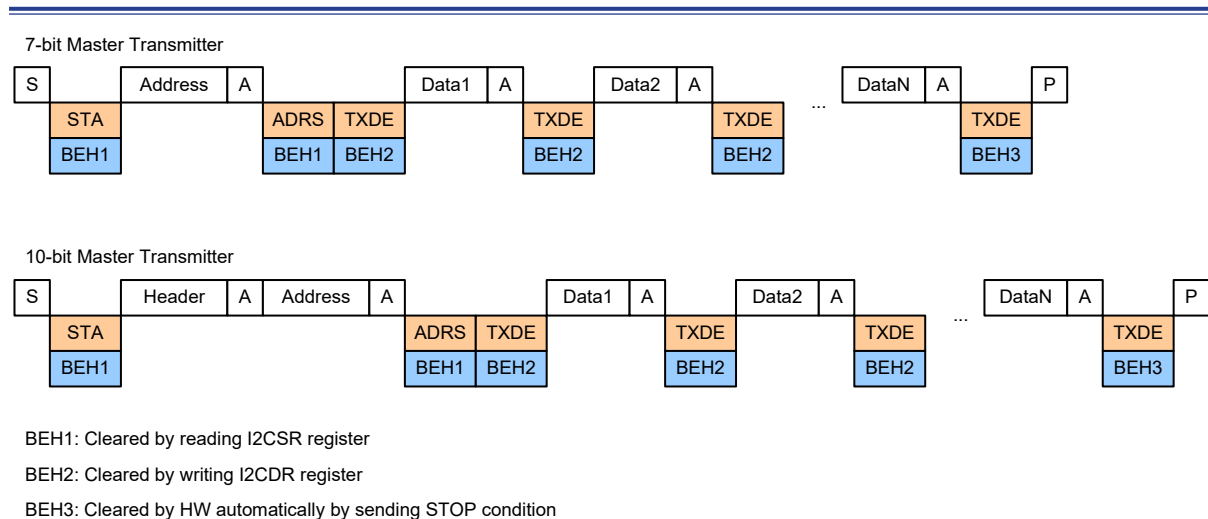 7-bit Master Transmitter
S Address A Data1 A Data2 A ... DataN A P
STA ADRS TXDE TXDE TXDE TXDE
BEH1 BEH1 BEH2 BEH2 BEH2 BEH3
10-bit Master Transmitter
S Header A Address A Data1 A Data2 A ... DataN A P
STA ADRS TXDE TXDE TXDE TXDE
BEH1 BEH1 BEH2 BEH2 BEH2 BEH3
BEH1: Cleared by reading I2CSR register
BEH2: Cleared by writing I2CDR register
BEH3: Cleared by HW automatically by sending STOP condition